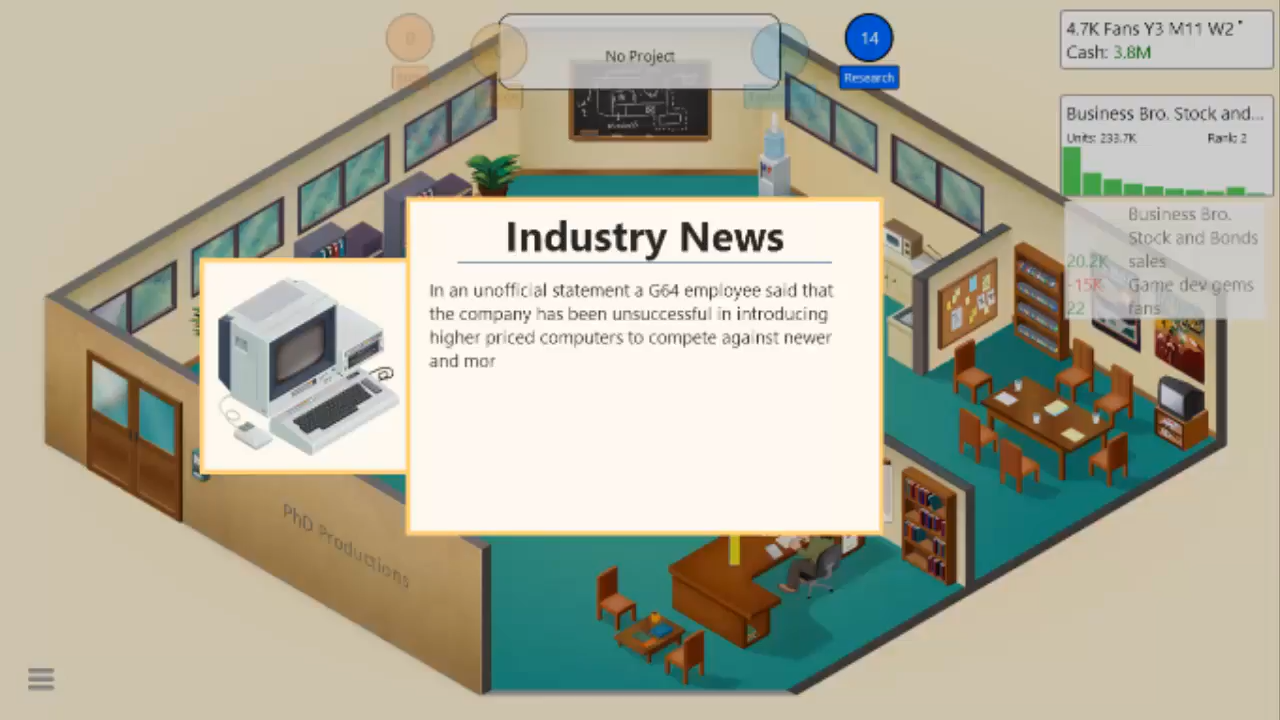 0
No Project
14
Research
4.7K Fans Y3 M11 W2
Cash: 3.8M
Business Bro. Stock and...
Units: 233.7K Rank: 2
Business Bro.
Stock and Bonds
20.2K sales
-15K Game dev gems
22 fans
Industry News
In an unofficial statement a G64 employee said that
the company has been unsuccessful in introducing
higher priced computers to compete against newer
and mor
PhD Productions